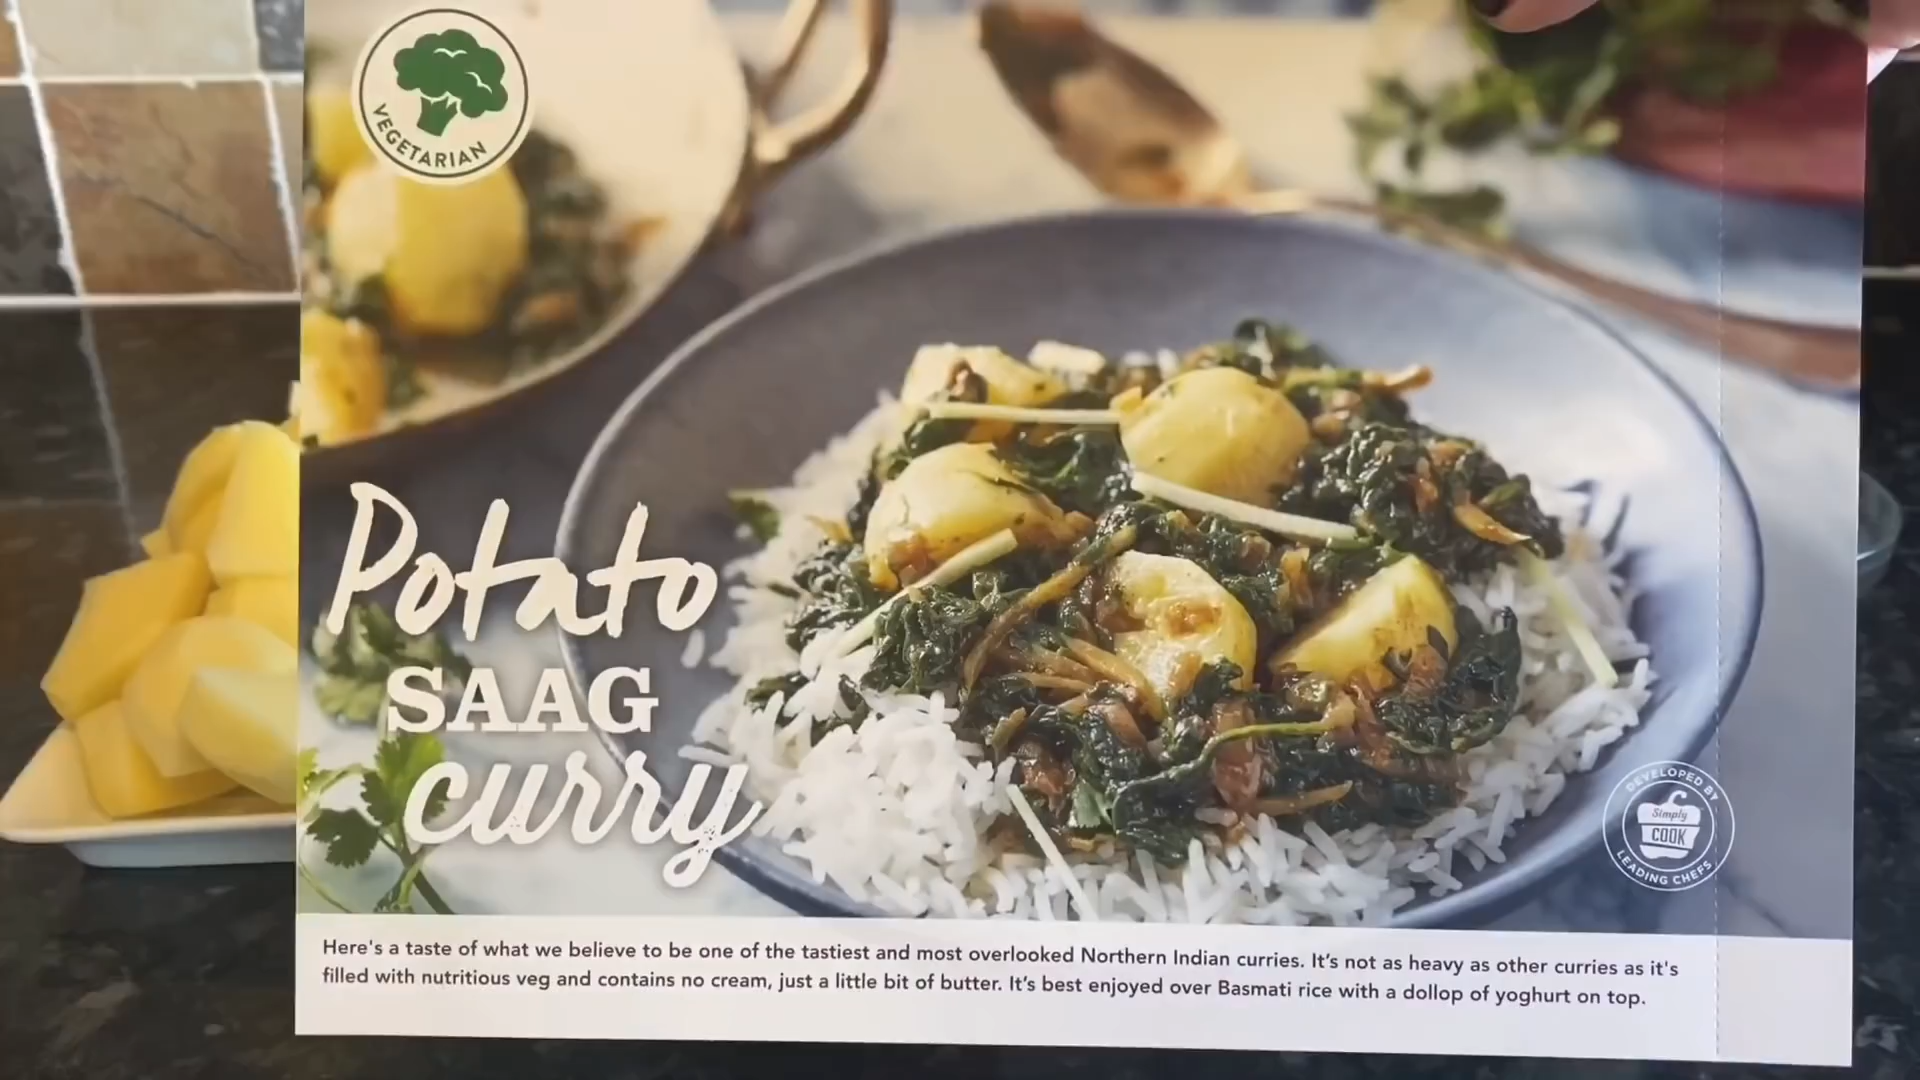 VEGETARIAN
Potato
SAAG
curry
DEVELOPED BY
Simply
COOK
LEADING CHEFS
Here's a taste of what we believe to be one of the tastiest and most overlooked Northern Indian curries. It's not as heavy as other curries as it's
filled with nutritious veg and contains no cream, just a little bit of butter. It's best enjoyed over Basmati rice with a dollop of yoghurt on top.